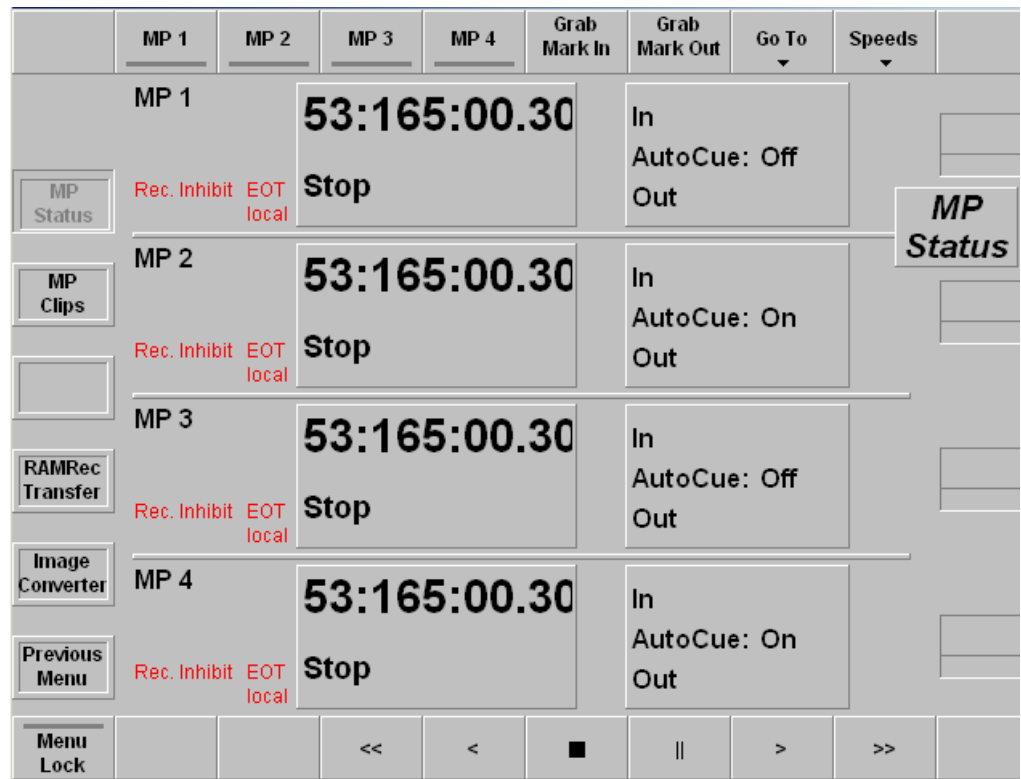 MP 1
MP 2
MP 3
MP 4
Grab
Mark In
Grab
Mark Out
Go To
Speeds
MP
Status
MP
Clips
RAMRec
Transfer
Image
Converter
Previous
Menu
Menu
Lock
MP 1
Rec. Inhibit EOT
local
53:165:00.30
Stop
In
AutoCue: Off
Out
MP
Status
MP 2
Rec. Inhibit EOT
local
53:165:00.30
Stop
In
AutoCue: On
Out
MP 3
Rec. Inhibit EOT
local
53:165:00.30
Stop
In
AutoCue: Off
Out
MP 4
Rec. Inhibit EOT
local
53:165:00.30
Stop
In
AutoCue: On
Out
<< < ■ || > >>